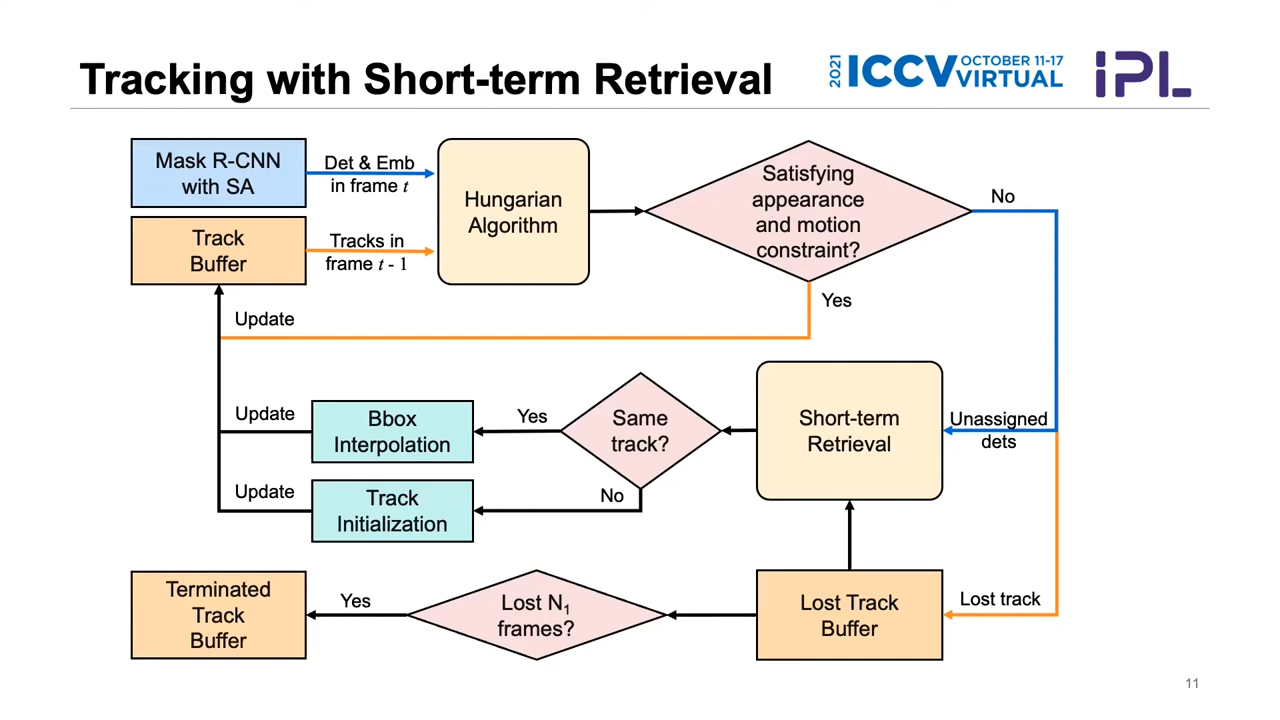 Tracking with Short-term Retrieval
2021
ICCV
OCTOBER 11-17
VIRTUAL
iPL
Mask R-CNN
with SA
Det & Emb
in frame t
Track
Buffer
Tracks in
frame t - 1
Hungarian
Algorithm
Satisfying
appearance
and motion
constraint?
No
Yes
Update
Update
Bbox
Interpolation
Yes
Same
track?
Short-term
Retrieval
Unassigned
dets
Update
Track
Initialization
No
Terminated
Track
Buffer
Yes
Lost N₁
frames?
Lost Track
Buffer
Lost track
11